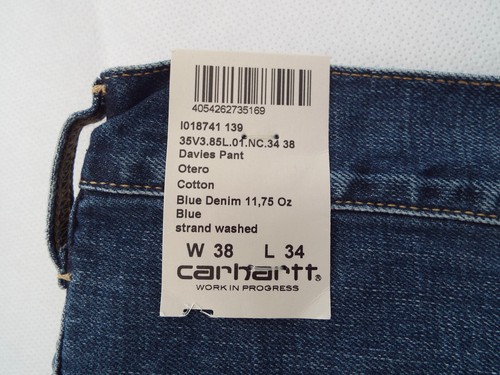 4054262735169
I018741 139
35V3.85L.01.NC.34 38
Davies Pant
Otero
Cotton
Blue Denim 11,75 Oz
Blue
strand washed
W 38 L 34
carhartt®
WORK IN PROGRESS